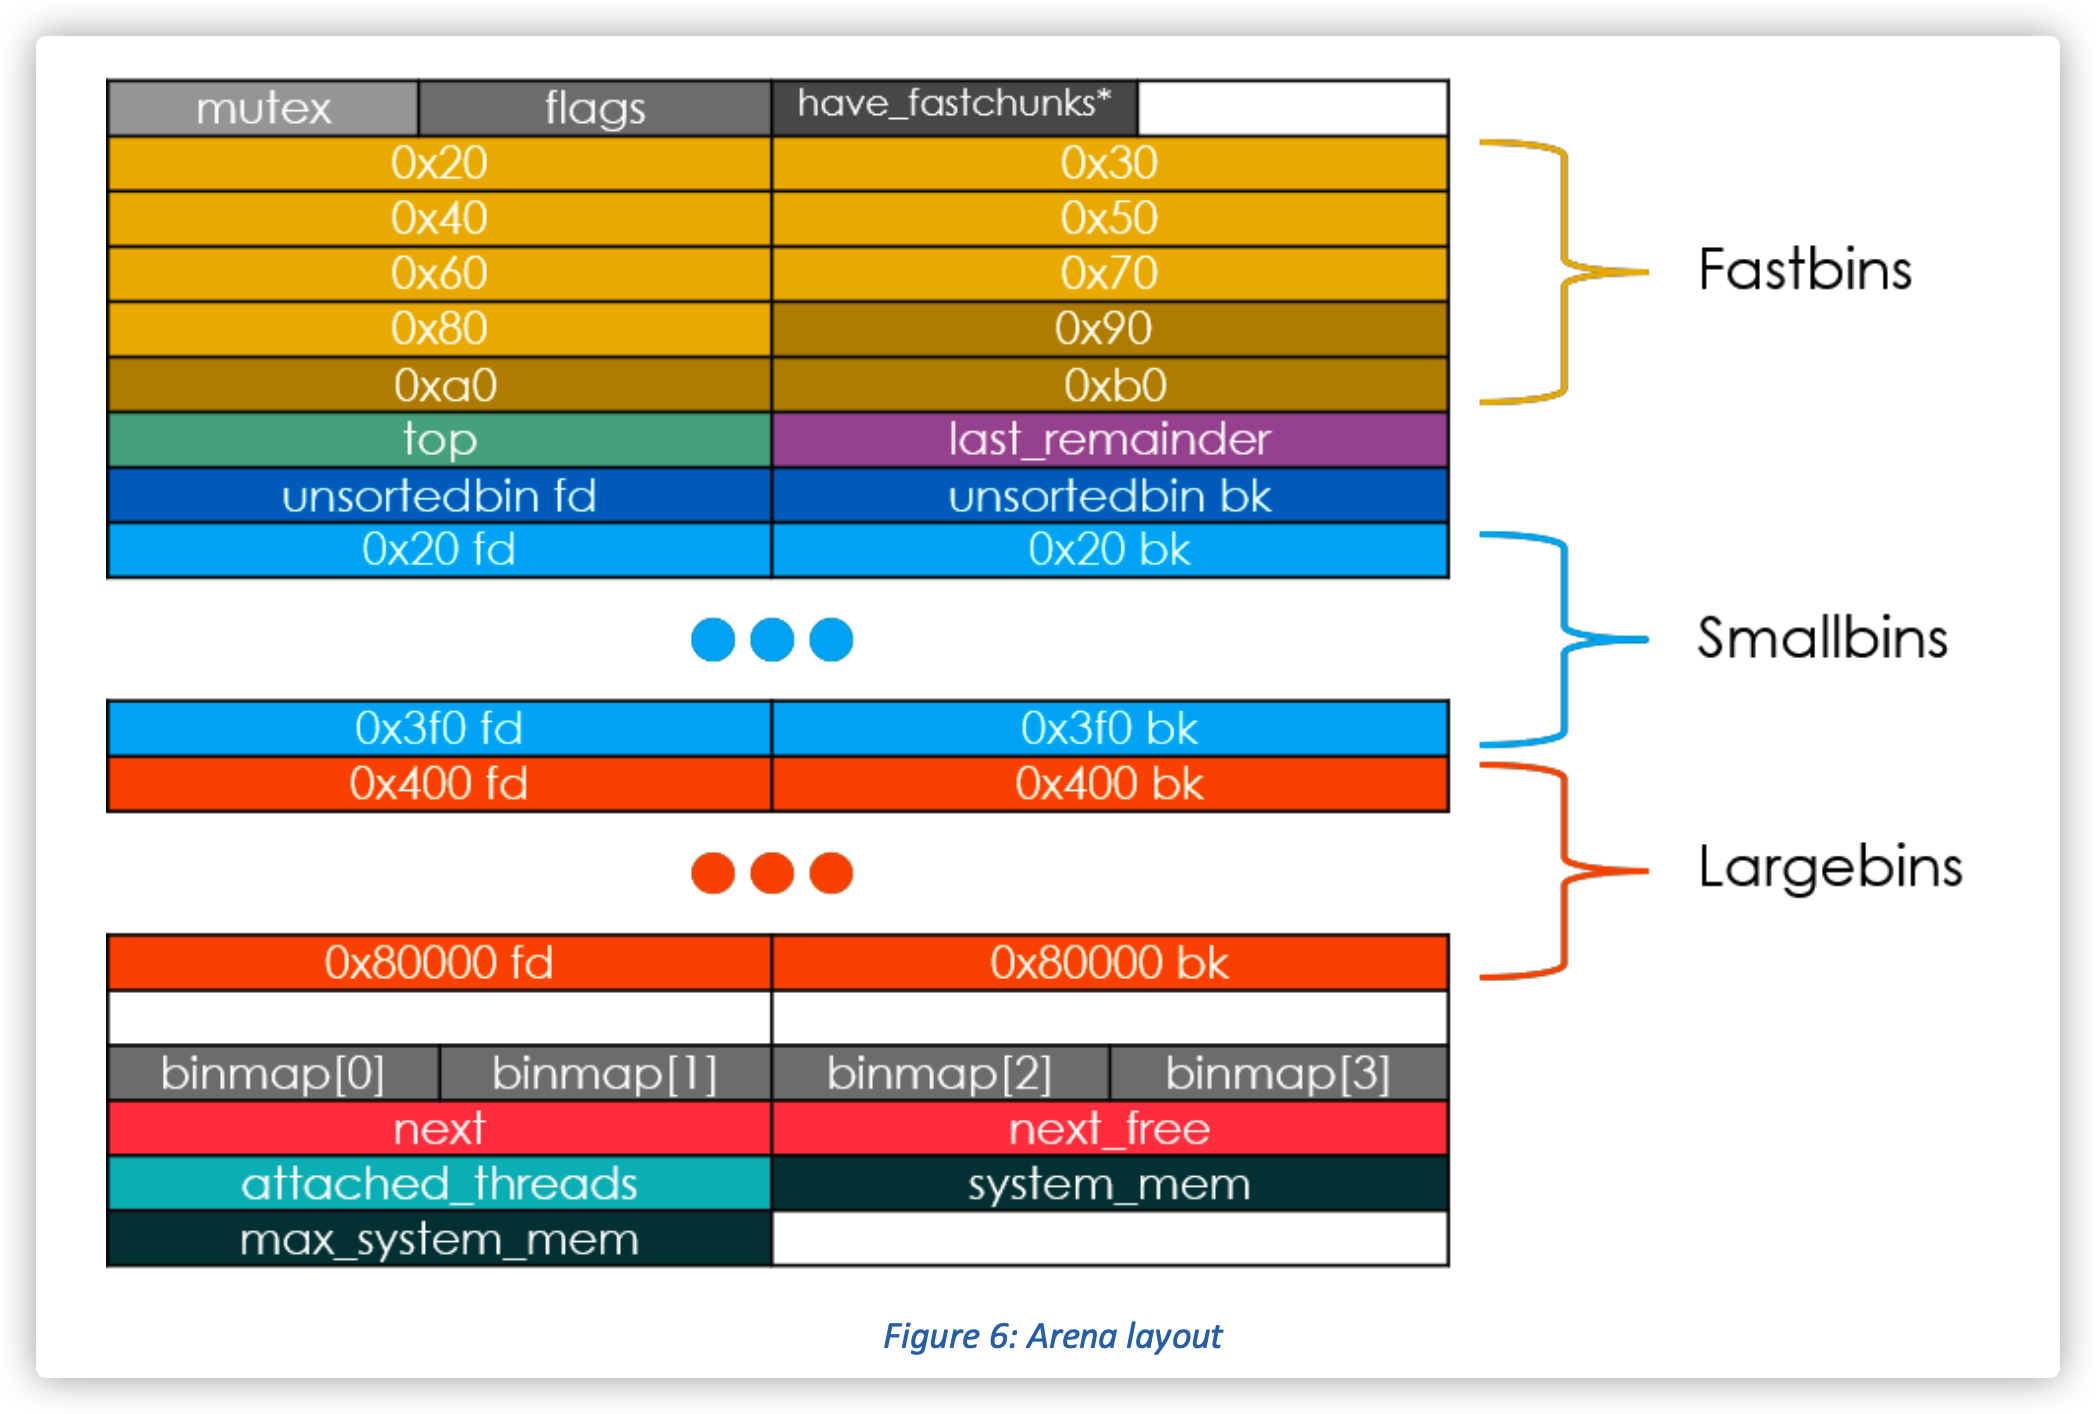 mutex flags have_fastchunks*
0x20 0x30
0x40 0x50
0x60 0x70
0x80 0x90
0xa0 0xb0
Fastbins
top last_remainder
unsortedbin fd unsortedbin bk
0x20 fd 0x20 bk
Smallbins
0x3f0 fd 0x3f0 bk
0x400 fd 0x400 bk
Largebins
0x80000 fd 0x80000 bk
binmap[0] binmap[1] binmap[2] binmap[3]
next next_free
attached_threads system_mem
max_system_mem
Figure 6: Arena layout